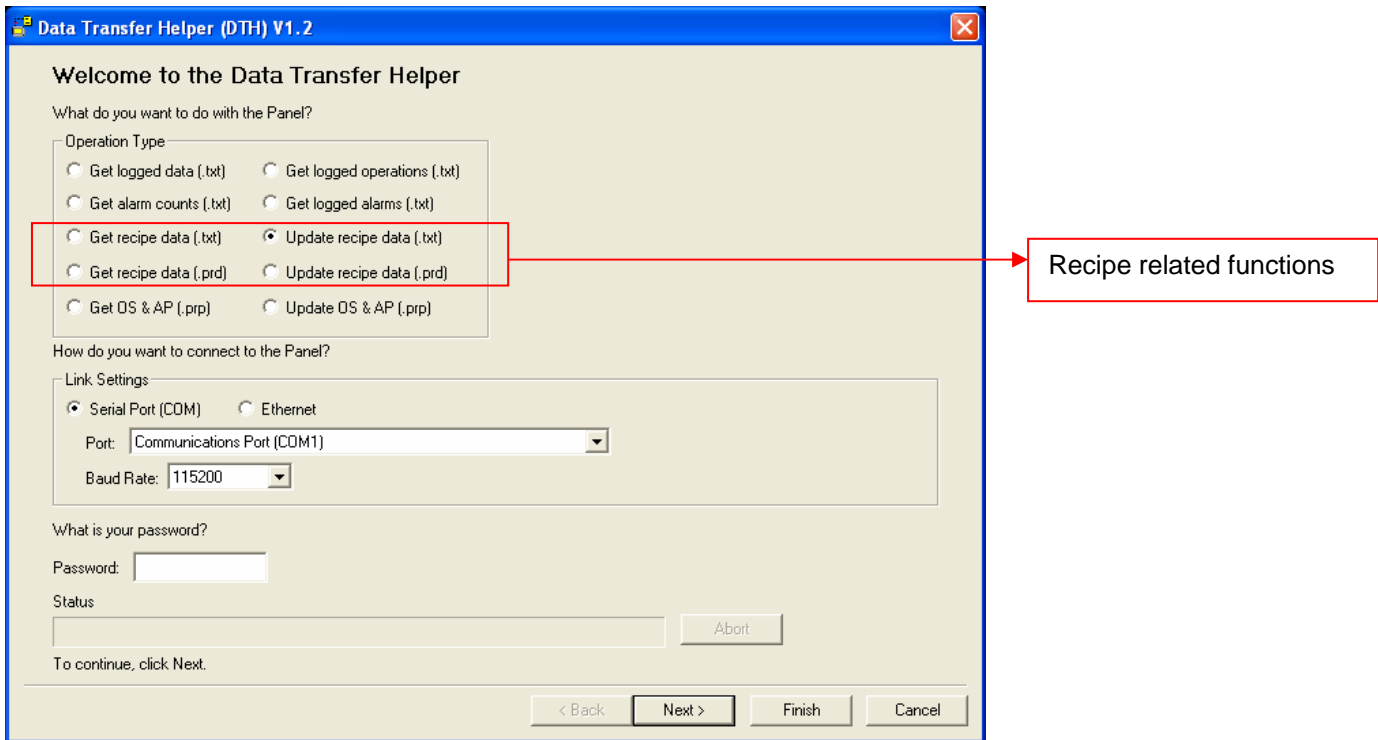 Data Transfer Helper (DTH) V1.2
Welcome to the Data Transfer Helper
What do you want to do with the Panel?
Operation Type
Get logged data (.txt) Get logged operations (.txt)
Get alarm counts (.txt) Get logged alarms (.txt)
Get recipe data (.txt) Update recipe data (.txt)
Get recipe data (.prd) Update recipe data (.prd)
Get OS & AP (.prp) Update OS & AP (.prp)
Recipe related functions
How do you want to connect to the Panel?
Link Settings
Serial Port (COM) Ethernet
Port: Communications Port (COM1)
Baud Rate: 115200
What is your password?
Password:
Status
Abort
To continue, click Next.
< Back Next > Finish Cancel